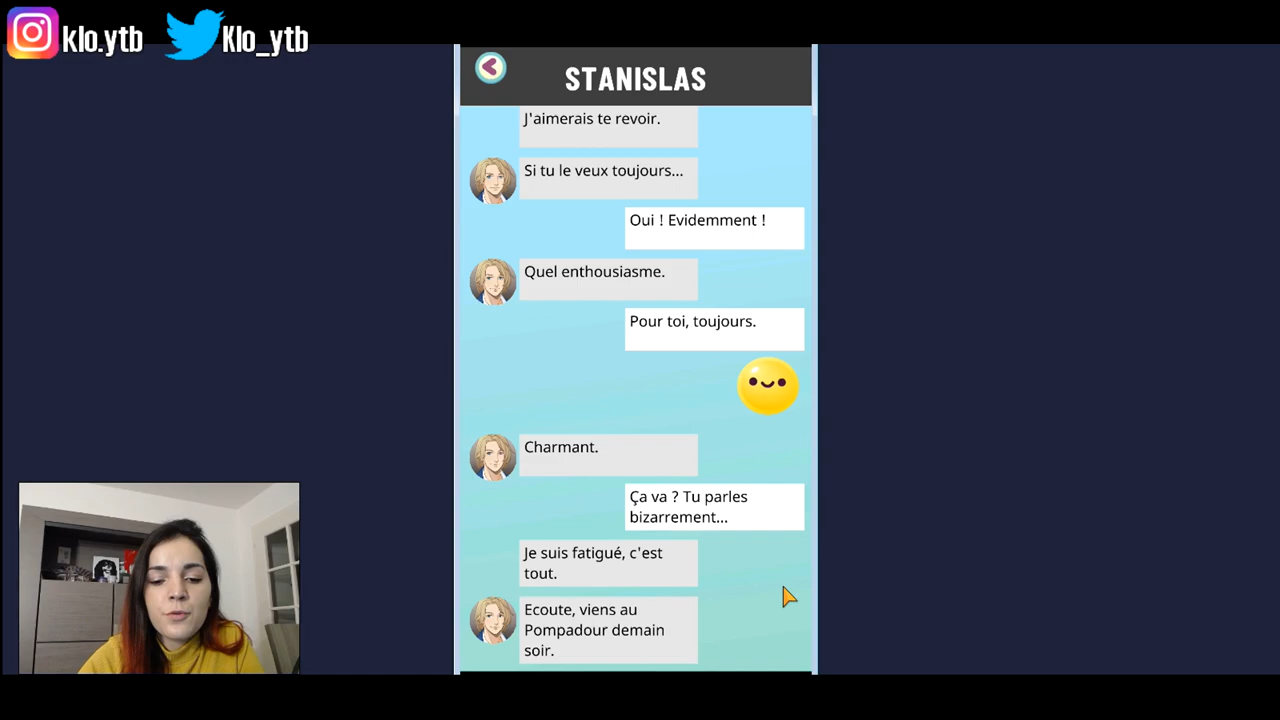 klo.ytb
Klo_ytb
STANISLAS
J'aimerais te revoir.
Si tu le veux toujours...
Oui ! Evidemment !
Quel enthousiasme.
Pour toi, toujours.
Charmant.
Ça va ? Tu parles
bizarrement...
Je suis fatigué, c'est
tout.
Ecoute, viens au
Pompadour demain
soir.